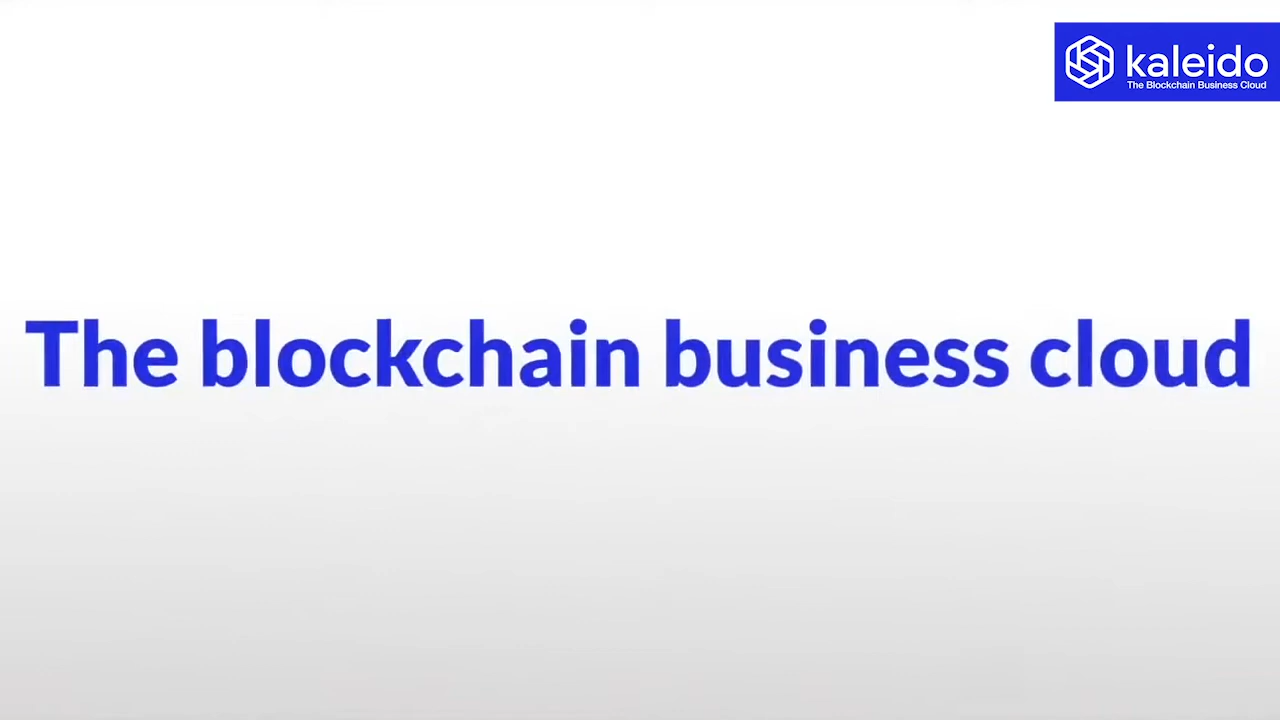 kaleido
The Blockchain Business Cloud
The blockchain business cloud